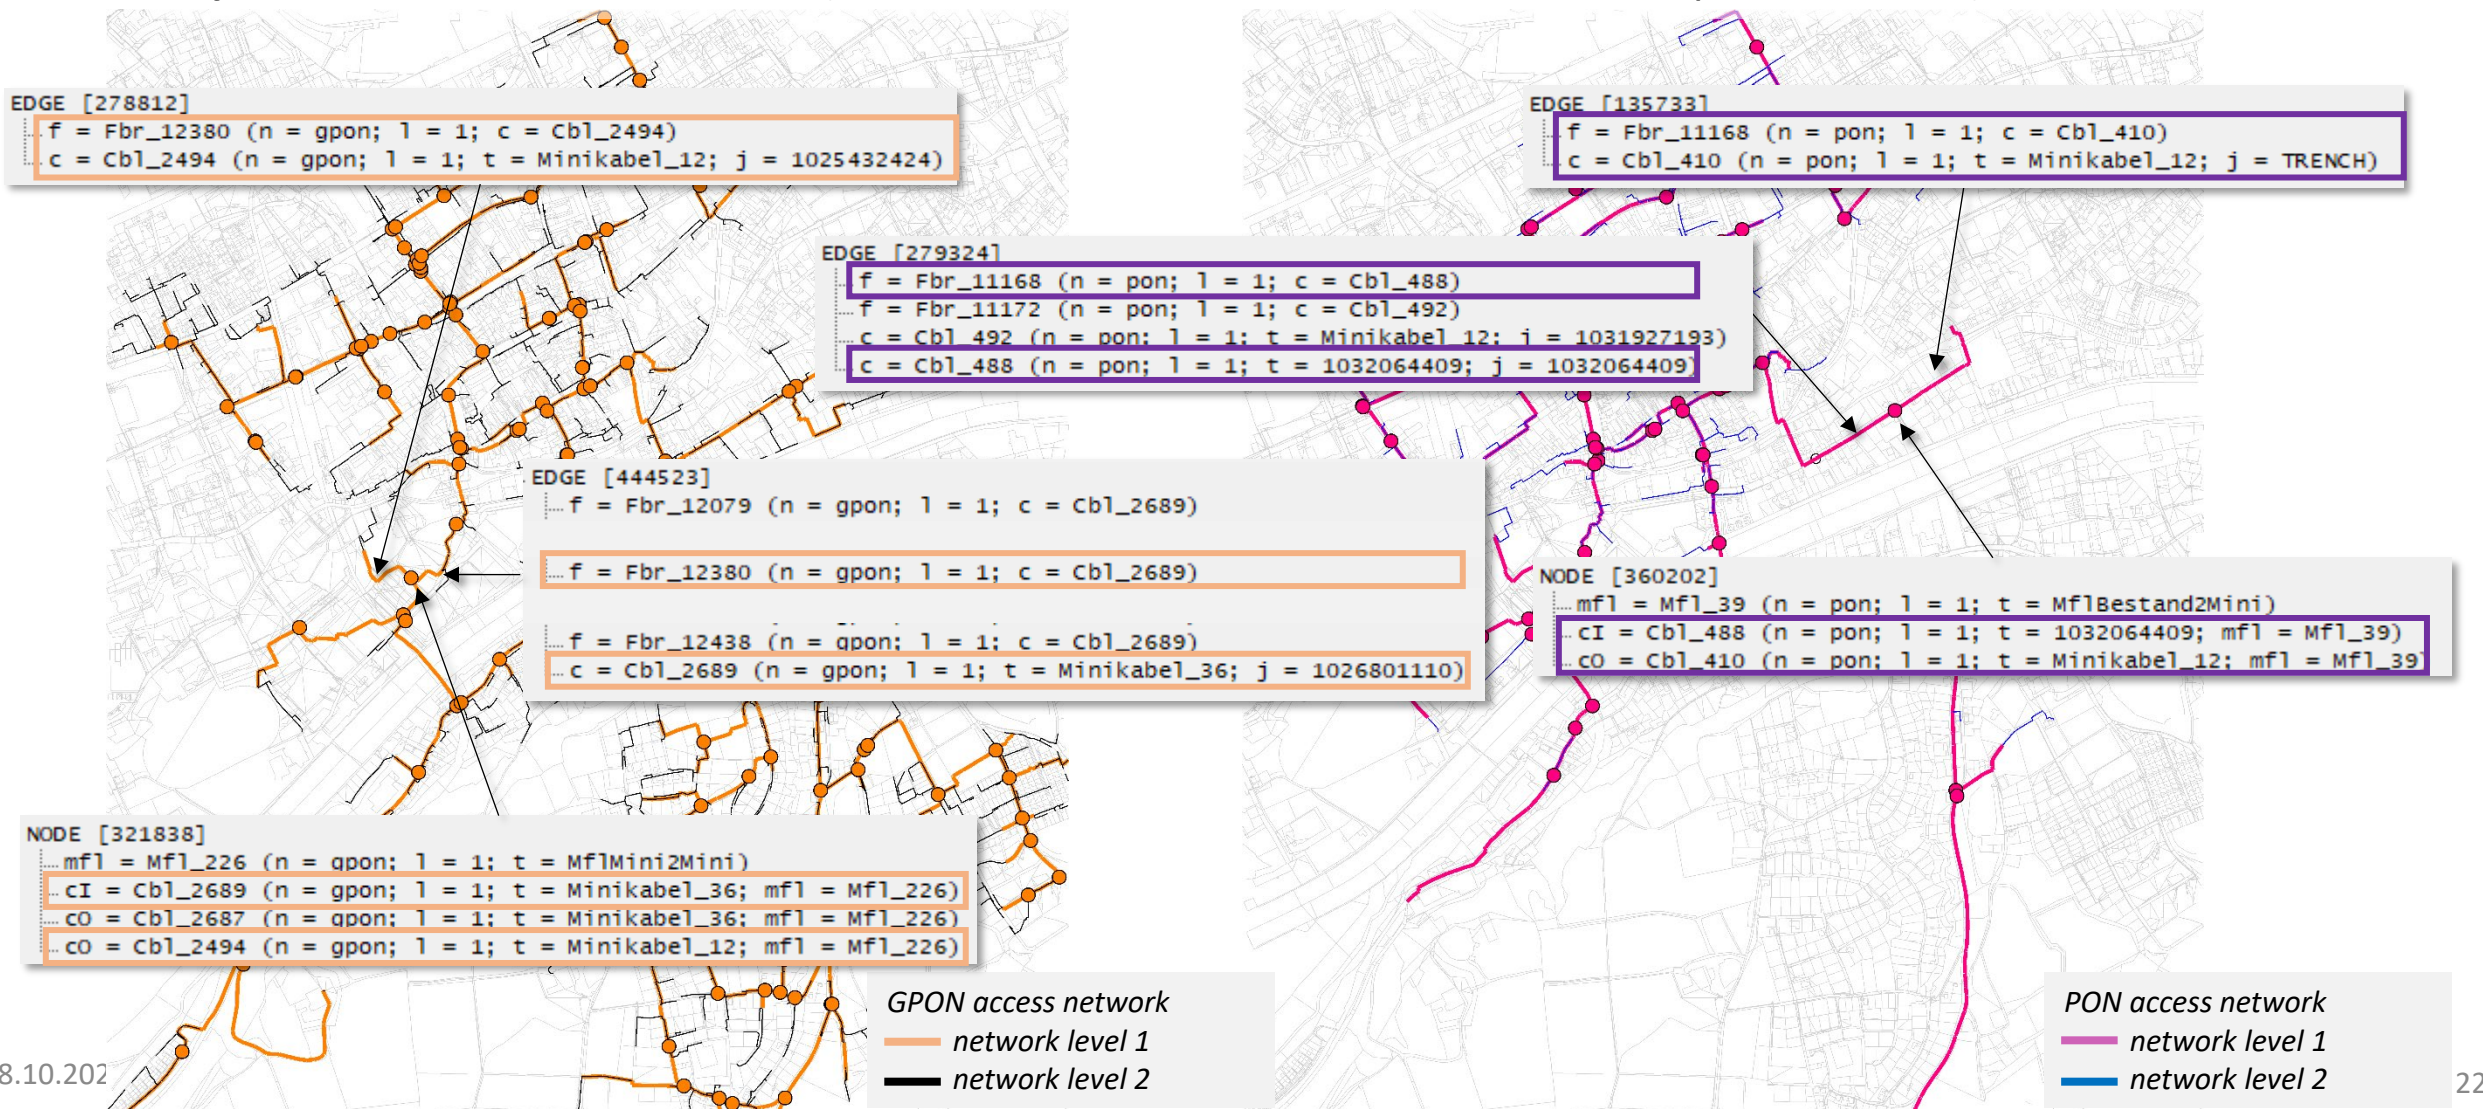 EDGE [278812]
f = Fbr_12380 (n = gpon; l = 1; c = Cbl_2494)
c = Cbl_2494 (n = gpon; l = 1; t = Minikabel_12; j = 1025432424)
EDGE [135733]
f = Fbr_11168 (n = pon; l = 1; c = Cbl_410)
c = Cbl_410 (n = pon; l = 1; t = Minikabel_12; j = TRENCH)
EDGE [279324]
f = Fbr_11168 (n = pon; l = 1; c = Cbl_488)
f = Fbr_11172 (n = pon; l = 1; c = Cbl_492)
c = Cbl_492 (n = pon; l = 1; t = Minikabel_12; j = 1031927193)
c = Cbl_488 (n = pon; l = 1; t = 1032064409; j = 1032064409)
EDGE [444523]
f = Fbr_12079 (n = gpon; l = 1; c = Cbl_2689)
f = Fbr_12380 (n = gpon; l = 1; c = Cbl_2689)
f = Fbr_12438 (n = gpon; l = 1; c = Cbl_2689)
c = Cbl_2689 (n = gpon; l = 1; t = Minikabel_36; j = 1026801110)
NODE [360202]
mfl = Mfl_39 (n = pon; l = 1; t = MflBestand2Mini)
cI = Cbl_488 (n = pon; l = 1; t = 1032064409; mfl = Mfl_39)
cO = Cbl_410 (n = pon; l = 1; t = Minikabel_12; mfl = Mfl_39)
NODE [321838]
mfl = Mfl_226 (n = gpon; l = 1; t = MflMini2Mini)
cI = Cbl_2689 (n = gpon; l = 1; t = Minikabel_36; mfl = Mfl_226)
cO = Cbl_2687 (n = gpon; l = 1; t = Minikabel_36; mfl = Mfl_226)
cO = Cbl_2494 (n = gpon; l = 1; t = Minikabel_12; mfl = Mfl_226)
GPON access network
network level 1
network level 2
PON access network
network level 1
network level 2
8.10.202
22